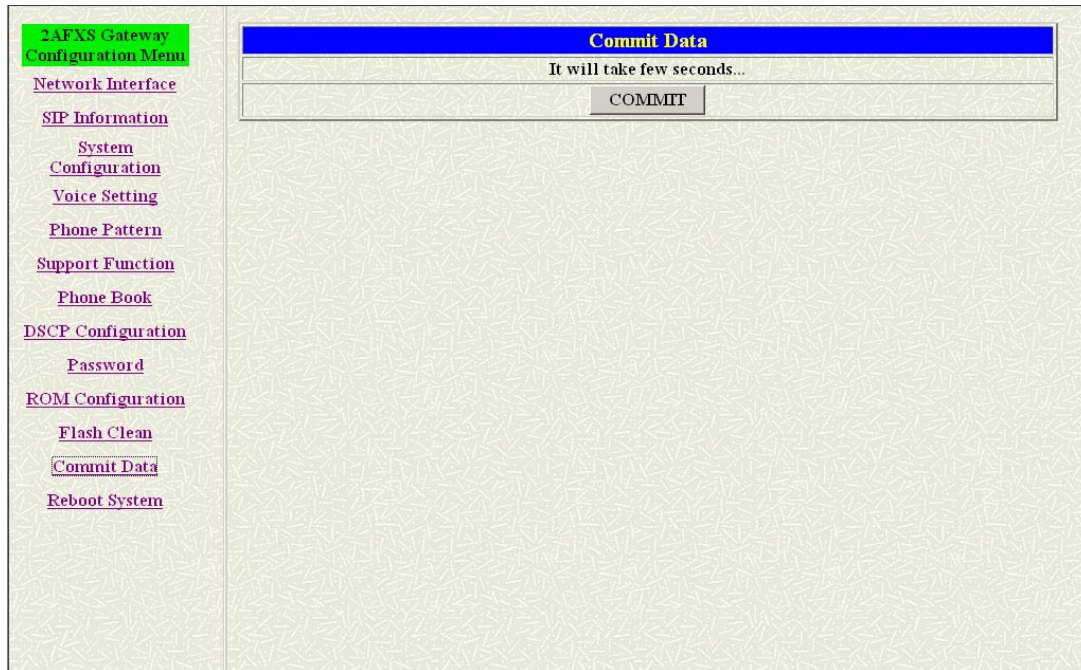 2AFXS Gateway
Configuration Menu
Network Interface
SIP Information
System
Configuration
Voice Setting
Phone Pattern
Support Function
Phone Book
DSCP Configuration
Password
ROM Configuration
Flash Clean
Commit Data
Reboot System
Commit Data
It will take few seconds...
COMMIT